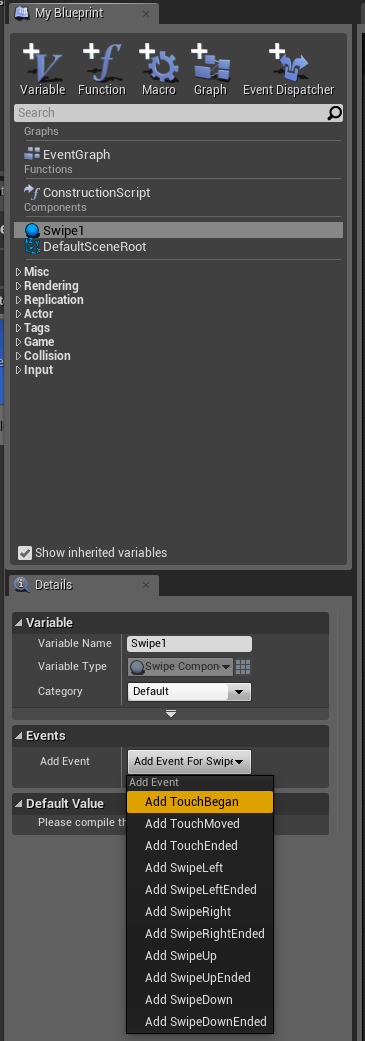 My Blueprint
Variable Function Macro Graph Event Dispatcher
Search
Graphs
EventGraph
Functions
ConstructionScript
Components
Swipe1
DefaultSceneRoot
Misc
Rendering
Replication
Actor
Tags
Game
Collision
Input
Show inherited variables
Details
Variable
Variable Name Swipe1
Variable Type Swipe Compon
Category Default
Events
Add Event Add Event For Swipe
Add Event
Default Value
Add TouchBegan
Please compile th
Add TouchMoved
Add TouchEnded
Add SwipeLeft
Add SwipeLeftEnded
Add SwipeRight
Add SwipeRightEnded
Add SwipeUp
Add SwipeUpEnded
Add SwipeDown
Add SwipeDownEnded